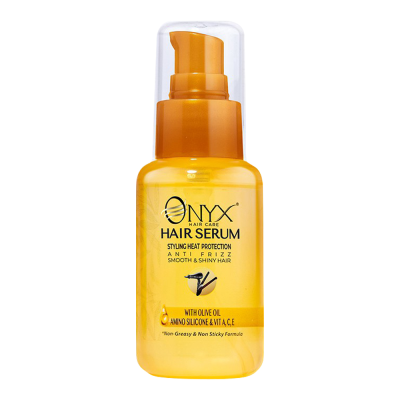 ONYX®
HAIR CARE
HAIR SERUM
STYLING HEAT PROTECTION
ANTI FRIZZ
SMOOTH & SHINY HAIR
WITH OLIVE OIL
AMINO SILICONE & VIT A, C, E
*Non-Greasy & Non Sticky Formula